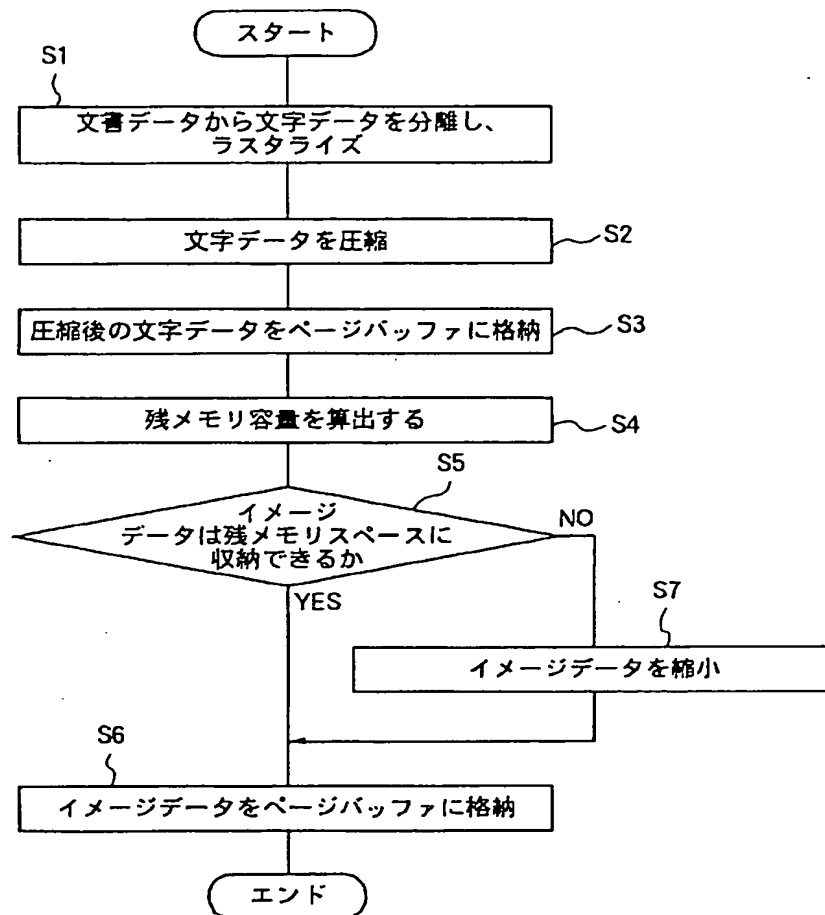 スタート
S1
文書データから文字データを分離し、
ラスタライズ
文字データを圧縮
S2
圧縮後の文字データをページバッファに格納
S3
残メモリ容量を算出する
S4
S5
イメージ
データは残メモリスペースに
収納できるか
NO
YES
S7
イメージデータを縮小
S6
イメージデータをページバッファに格納
エンド